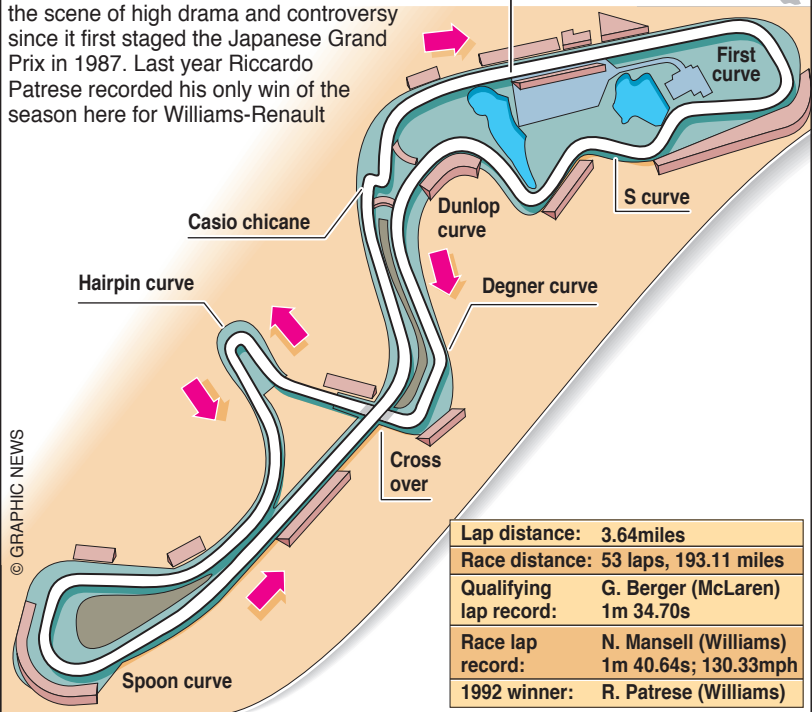 the scene of high drama and controversy
since it first staged the Japanese Grand
Prix in 1987. Last year Riccardo
Patrese recorded his only win of the
season here for Williams-Renault
First
curve
S curve
Dunlop
curve
Casio chicane
Degner curve
Hairpin curve
Cross
over
Spoon curve
© GRAPHIC NEWS
Lap distance: 3.64miles
Race distance: 53 laps, 193.11 miles
Qualifying G. Berger (McLaren)
lap record: 1m 34.70s
Race lap N. Mansell (Williams)
record: 1m 40.64s; 130.33mph
1992 winner: R. Patrese (Williams)